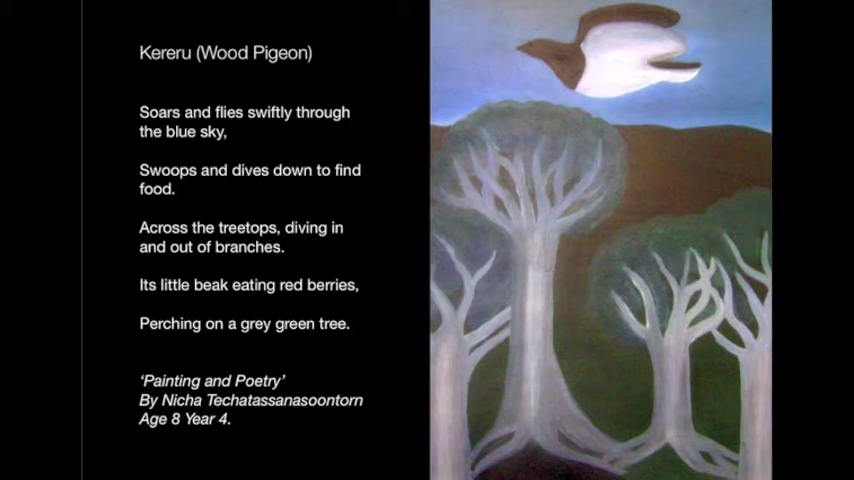 Kereru (Wood Pigeon)
Soars and flies swiftly through
the blue sky,
Swoops and dives down to find
food.
Across the treetops, diving in
and out of branches.
Its little beak eating red berries,
Perching on a grey green tree.
‘Painting and Poetry’
By Nicha Techatassanasoontorn
Age 8 Year 4.